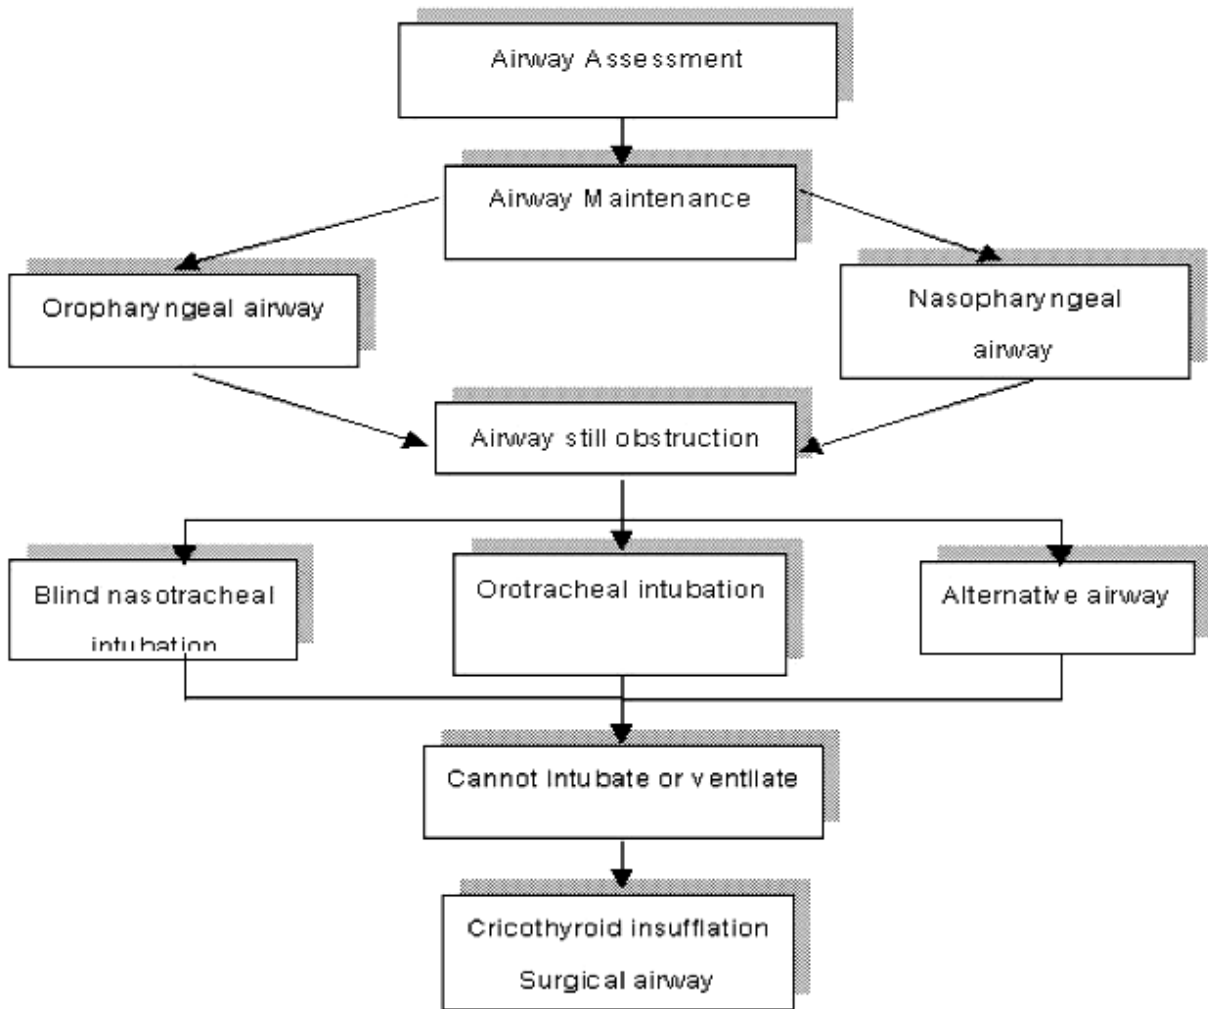 Airway Assessment
Airway Maintenance
Oropharyngeal airway
Nasopharyngeal
airway
Airway still obstruction
Blind nasotracheal
intubation
Orotracheal intubation
Alternative airway
Cannot intubate or ventilate
Cricothyroid insufflation
Surgical airway